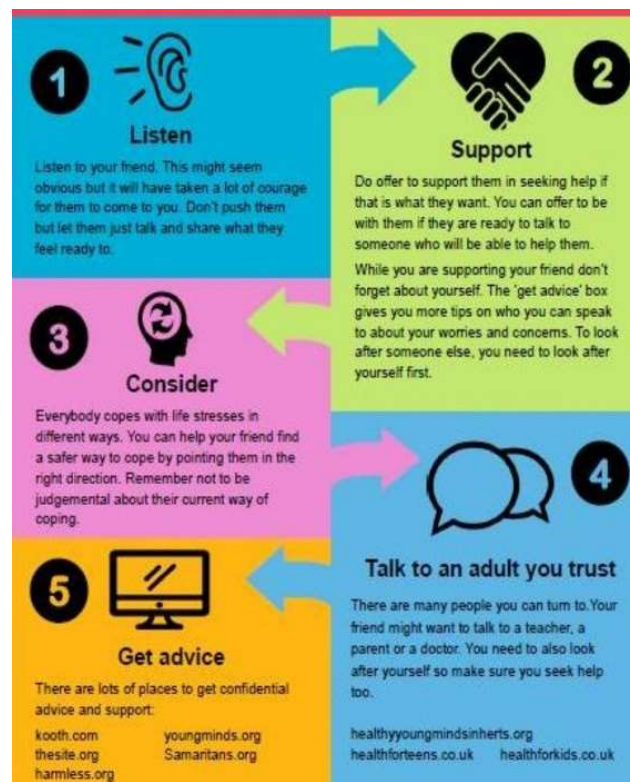 1
Listen
Listen to your friend. This might seem
obvious but it will have taken a lot of courage
for them to come to you. Don't push them
but let them just talk and share what they
feel ready to.
2
Support
Do offer to support them in seeking help if
that is what they want. You can offer to be
with them if they are ready to talk to
someone who will be able to help them.
While you are supporting your friend don't
forget about yourself. The 'get advice' box
gives you more tips on who you can speak
to about your worries and concerns. To look
after someone else, you need to look after
yourself first.
3
Consider
Everybody copes with life stresses in
different ways. You can help your friend find
a safer way to cope by pointing them in the
right direction. Remember not to be
judgemental about their current way of
coping.
4
Talk to an adult you trust
There are many people you can turn to.Your
friend might want to talk to a teacher, a
parent or a doctor. You need to also look
after yourself so make sure you seek help
too.
healthyyoungmindsinherts.org
healthforteens.co.uk healthforkids.co.uk
5
Get advice
There are lots of places to get confidential
advice and support:
kooth.com youngminds.org
thesite.org Samaritans.org
harmless.org